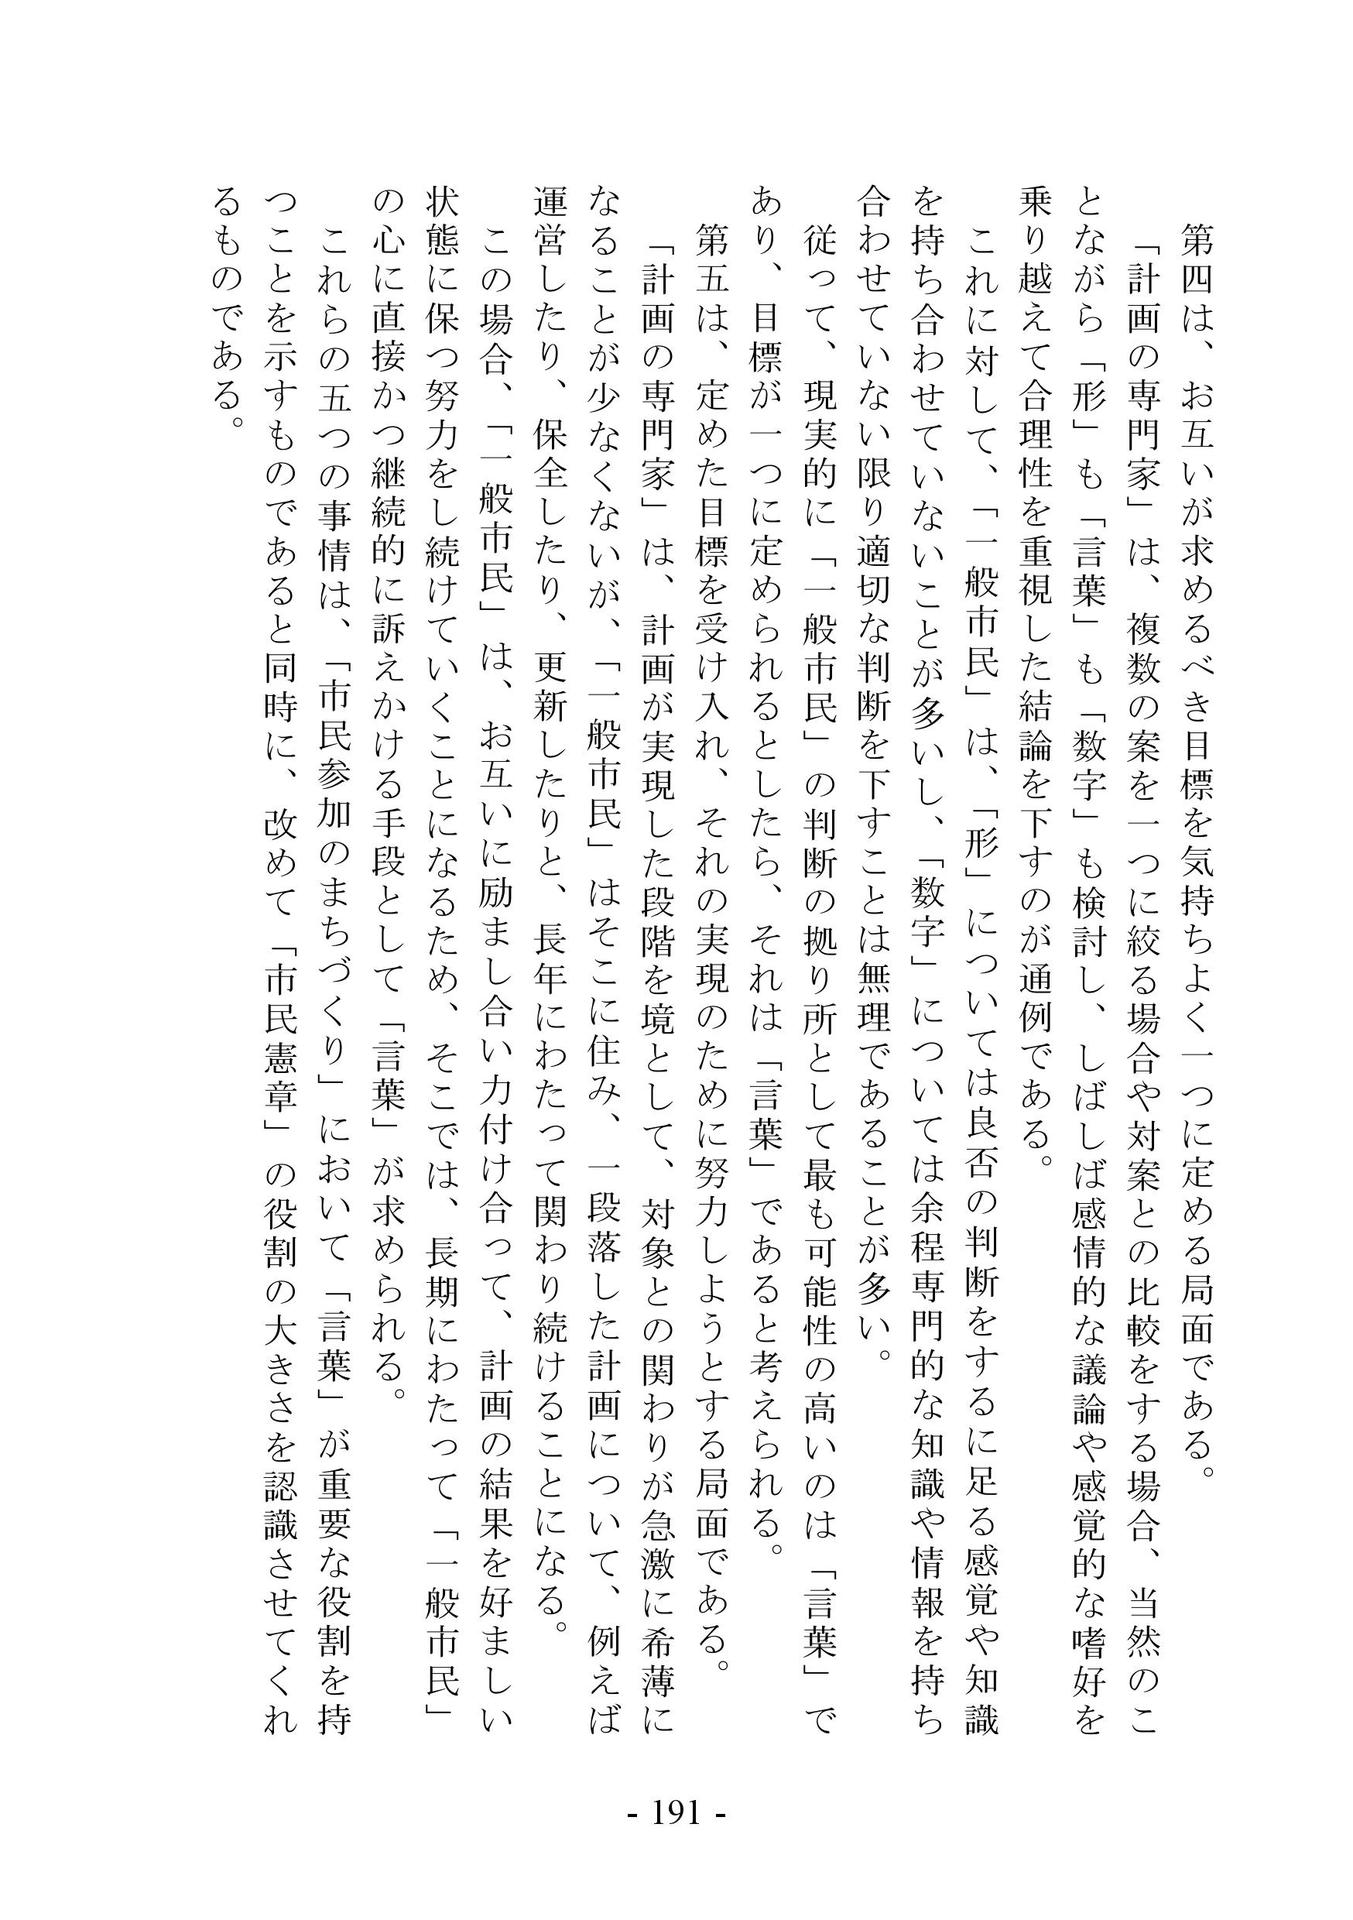 第四は、お互いが求めるべき目標を気持ちよく一つに定める局面である。
「計画の専門家」は、複数の案を一つに絞る場合や対案との比較をする場合、当然のこ
となが­ら「形」も「言葉」も「数字」も検討し、しばしば感情的な議論や感覚的な嗜好を
乗り越えて合理性を重視した結論を下すのが通例である。
これに対して、「一般市民」は、「形」については良否の判断をするに足る感覚や知識
を持ち合わせていないことが多いし、「数字」については余程専門的な知識や情報を持ち
合わせていない限り適切な判断を下すことは無理であることが多い。
従って、現実的に「一般市民」の判断の拠り所として最も可能性の高いのは「言葉」で
あり、目標が一つに定められるとしたら、それは「言葉」であると考えられる。
第五は、定めた目標を受け入れ、それの実現のために努力しようとする局面である。
「計画の専門家」は、計画が実現した段階を境として、対象との関わりが急激に希薄に
なることが少なくないが、「一般市民」はそこに住み、一段落した計画について、例えば
運営したり、保全したり、更新したりと、長年にわたって関わり続けることになる。
この場合、「一般市民」は、お互いに励まし合い力付け合って、計画の結果を好ましい
状態に保つ努力をし続けていくことになるため、そこでは、長期にわたって「一般市民」
の心に直接かつ継続的に訴えかける手段として「言葉」が求められる。
これらの五つの事情は、「市民参加のまちづくり」において「言葉」が重要な役割を持
つことを示すものであると同時に、改めて「市民憲章」の役割の大きさを認識させてくれ
るものである。
- 191 -